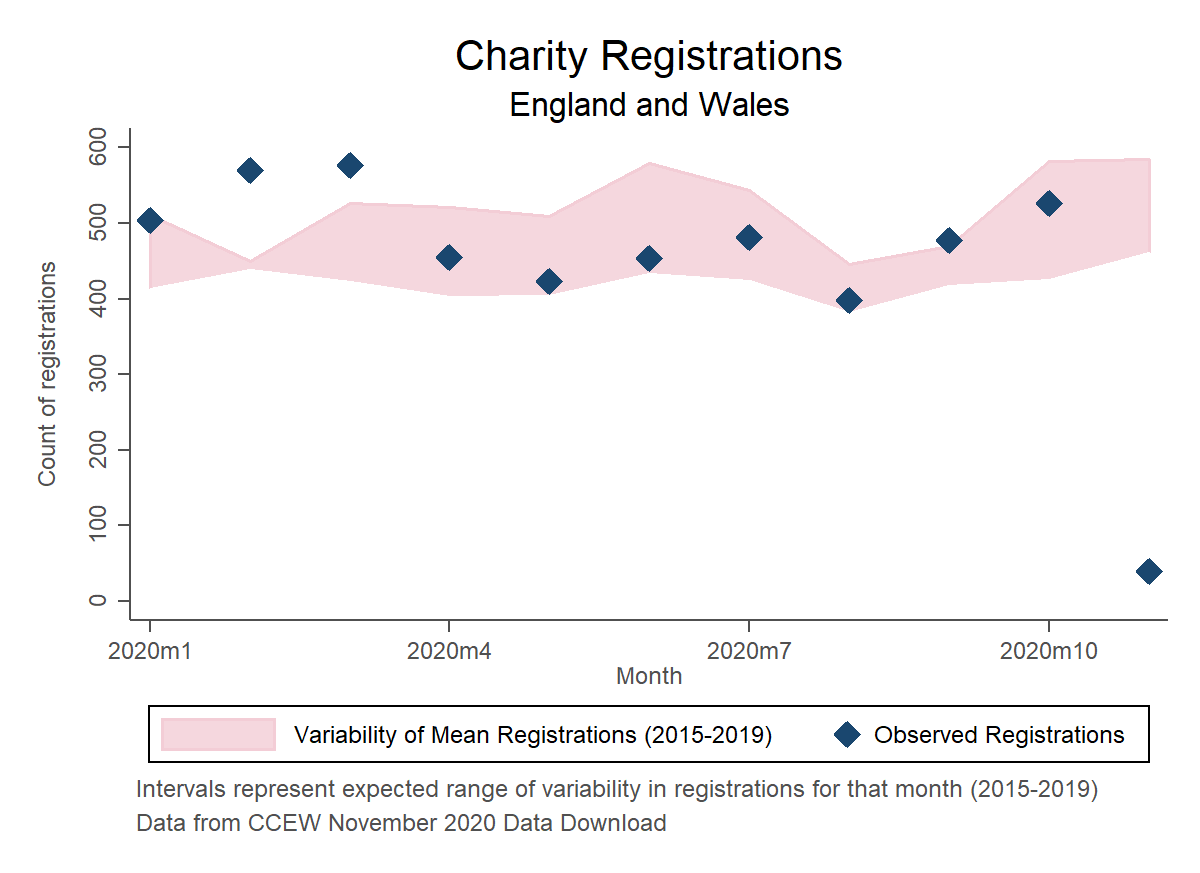 Charity Registrations
England and Wales
Count of registrations
600
500
400
300
200
100
0
2020m1 2020m4 2020m7 2020m10
Month
Variability of Mean Registrations (2015-2019) Observed Registrations
Intervals represent expected range of variability in registrations for that month (2015-2019)
Data from CCEW November 2020 Data Download